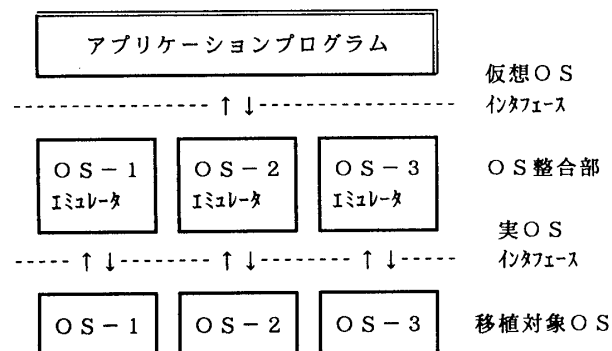 アプリケーションプログラム
仮想OS
インタフェース
OS-1 OS-2 OS-3 OS整合部
エミュレータ エミュレータ エミュレータ
実OS
インタフェース
OS-1 OS-2 OS-3 移植対象OS